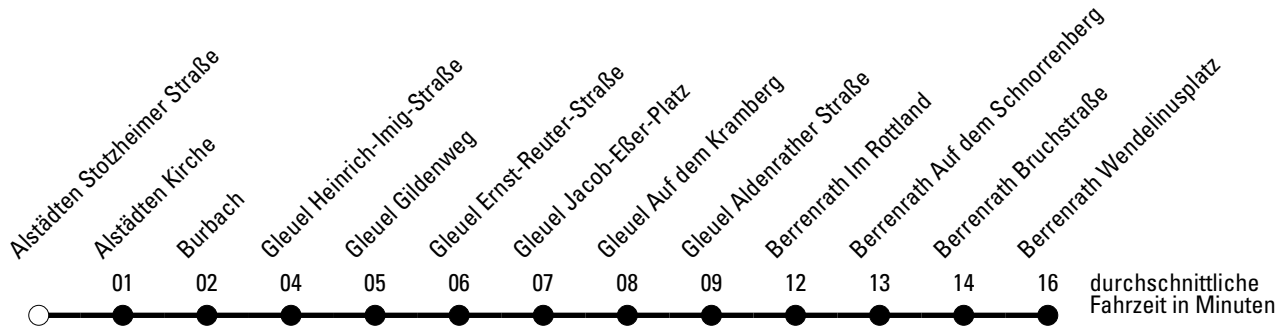 Alstädten Stotzheimer Straße
Alstädten Kirche
Burbach
Gleuel Heinrich-Imig-Straße
Gleuel Gildenweg
Gleuel Ernst-Reuter-Straße
Gleuel Jacob-Eßer-Platz
Gleuel Auf dem Kramberg
Gleuel Aldenrather Straße
Berrenrath Im Rottland
Berrenrath Auf dem Schnorrenberg
Berrenrath Bruchstraße
Berrenrath Wendelinusplatz
01 02 04 05 06 07 08 09 12 13 14 16
durchschnittliche
Fahrzeit in Minuten